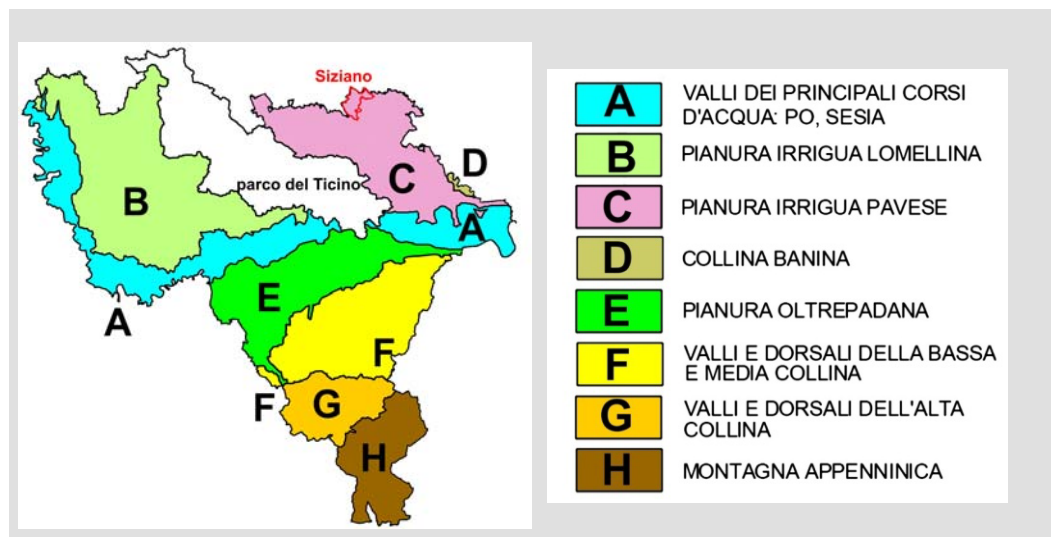 Siziano
D
parco del Ticino
C
B
A
E
A
F
F
G
H
A
VALLI DEI PRINCIPALI CORSI
D'ACQUA: PO, SESIA
B
PIANURA IRRIGUA LOMELLINA
C
PIANURA IRRIGUA PAVESE
D
COLLINA BANINA
E
PIANURA OLTREPADANA
F
VALLI E DORSALI DELLA BASSA
E MEDIA COLLINA
G
VALLI E DORSALI DELL'ALTA
COLLINA
H
MONTAGNA APPENNINICA